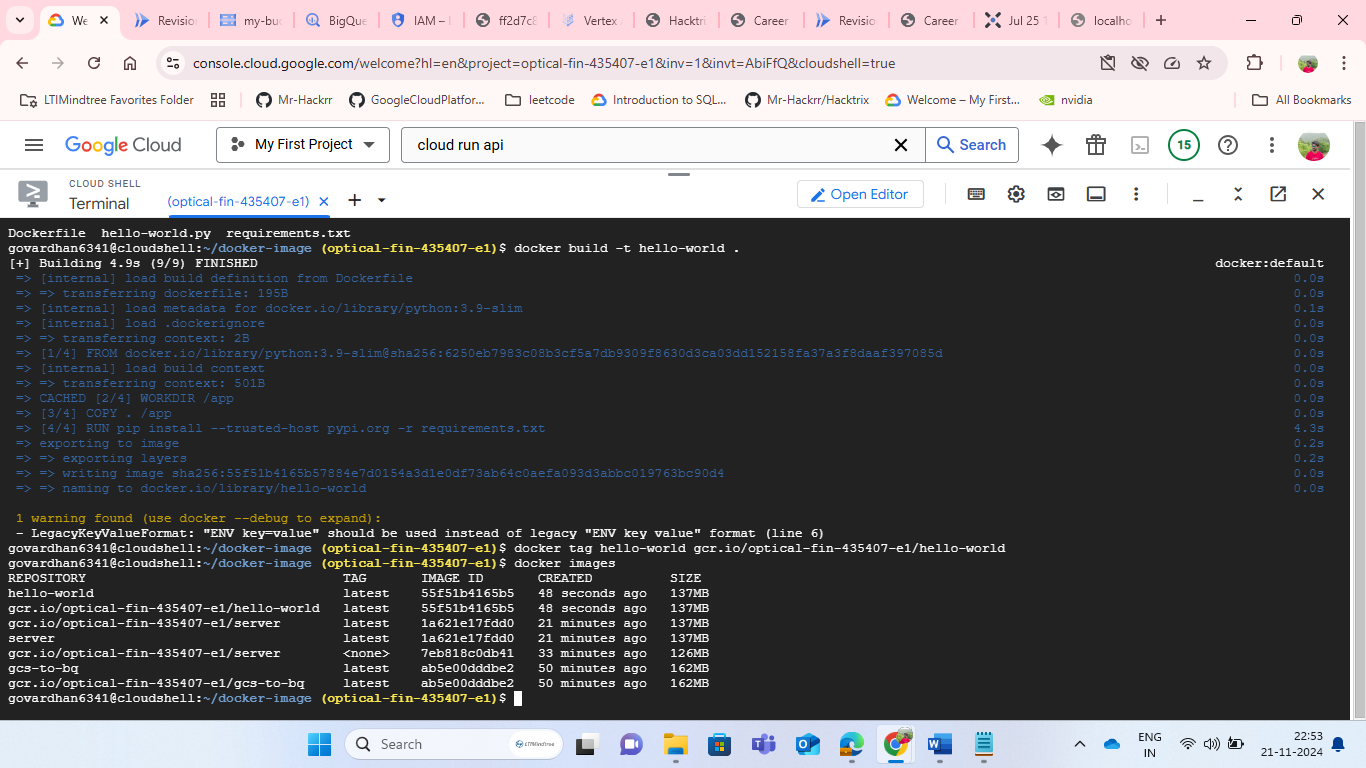 We
Revision
my-buc
BigQue
IAM – I
ff2d7c8
Vertex A
Hacktri
Career
Revision
Career
Jul 25 1
localho
console.cloud.google.com/welcome?hl=en&project=optical-fin-435407-e1&inv=1&invt=AbiFfQ&cloudshell=true
LTIMindtree Favorites Folder
Mr-Hackrr
GoogleCloudPlatfor...
leetcode
Introduction to SQL...
Mr-Hackrr/Hacktrix
Welcome – My First...
nvidia
All Bookmarks
Google Cloud
My First Project
cloud run api
Search
15
CLOUD SHELL
Terminal
(optical-fin-435407-e1)
Open Editor
Dockerfile  hello-world.py  requirements.txt
govardhan6341@cloudshell:~/docker-image (optical-fin-435407-e1)$ docker build -t hello-world .
[+] Building 4.9s (9/9) FINISHED docker:default
=> [internal] load build definition from Dockerfile 0.0s
=> => transferring dockerfile: 195B 0.0s
=> [internal] load metadata for docker.io/library/python:3.9-slim 0.1s
=> [internal] load .dockerignore 0.0s
=> => transferring context: 2B 0.0s
=> [1/4] FROM docker.io/library/python:3.9-slim@sha256:6250eb7983c08b3cf5a7db9309f8630d3ca03dd152158fa37a3f8daaf397085d 0.0s
=> [internal] load build context 0.0s
=> => transferring context: 501B 0.0s
=> CACHED [2/4] WORKDIR /app 0.0s
=> [3/4] COPY . /app 0.0s
=> [4/4] RUN pip install --trusted-host pypi.org -r requirements.txt 4.3s
=> exporting to image 0.2s
=> => exporting layers 0.2s
=> => writing image sha256:55f51b4165b57884e7d0154a3d1e0df73ab64c0aefa093d3abbc019763bc90d4 0.0s
=> => naming to docker.io/library/hello-world 0.0s
1 warning found (use docker --debug to expand):
- LegacyKeyValueFormat: "ENV key=value" should be used instead of legacy "ENV key value" format (line 6)
govardhan6341@cloudshell:~/docker-image (optical-fin-435407-e1)$ docker tag hello-world gcr.io/optical-fin-435407-e1/hello-world
govardhan6341@cloudshell:~/docker-image (optical-fin-435407-e1)$ docker images
REPOSITORY TAG IMAGE ID CREATED SIZE
hello-world latest 55f51b4165b5 48 seconds ago 137MB
gcr.io/optical-fin-435407-e1/hello-world latest 55f51b4165b5 48 seconds ago 137MB
gcr.io/optical-fin-435407-e1/server latest 1a621e17fdd0 21 minutes ago 137MB
server latest 1a621e17fdd0 21 minutes ago 137MB
gcr.io/optical-fin-435407-e1/server <none> 7eb818c0db41 33 minutes ago 126MB
gcs-to-bq latest ab5e00dddbe2 50 minutes ago 162MB
gcr.io/optical-fin-435407-e1/gcs-to-bq latest ab5e00dddbe2 50 minutes ago 162MB
govardhan6341@cloudshell:~/docker-image (optical-fin-435407-e1)$
Search
LTIMindtree
ENG
IN
22:53
21-11-2024